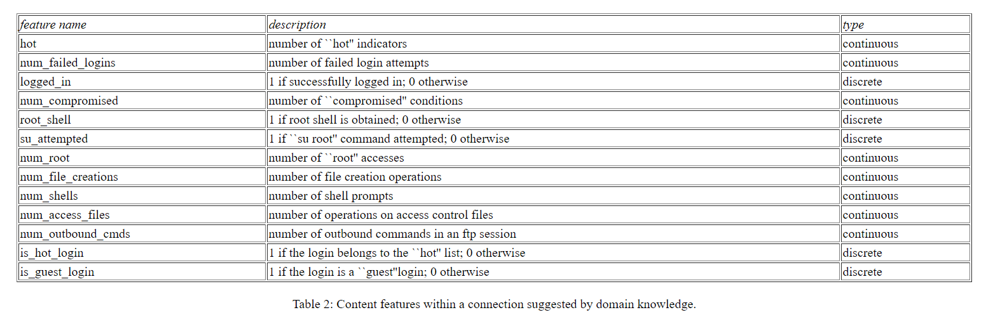 feature name description type
hot number of ``hot'' indicators continuous
num_failed_logins number of failed login attempts continuous
logged_in 1 if successfully logged in; 0 otherwise discrete
num_compromised number of ``compromised'' conditions continuous
root_shell 1 if root shell is obtained; 0 otherwise discrete
su_attempted 1 if ``su root'' command attempted; 0 otherwise discrete
num_root number of ``root'' accesses continuous
num_file_creations number of file creation operations continuous
num_shells number of shell prompts continuous
num_access_files number of operations on access control files continuous
num_outbound_cmds number of outbound commands in an ftp session continuous
is_hot_login 1 if the login belongs to the ``hot'' list; 0 otherwise discrete
is_guest_login 1 if the login is a ``guest''login; 0 otherwise discrete
Table 2: Content features within a connection suggested by domain knowledge.